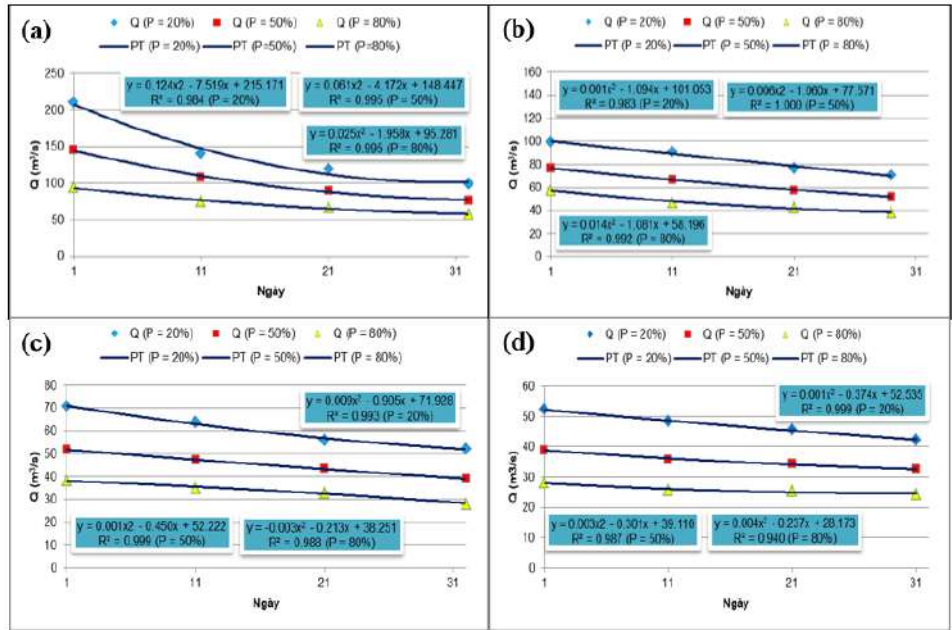 (a)
Q (P = 20%) Q (P = 50%) Q (P = 80%)
PT (P = 20%) PT (P=50%) PT (P=80%)
y = 0.124x2 - 7.519x + 215.171
R² = 0.984 (P = 20%)
y = 0.061x2 - 4.172x + 148.447
R² = 0.995 (P = 50%)
y = 0.025x² - 1.958x + 95.281
R² = 0.995 (P = 80%)
Q (m³/s)
250
200
150
100
50
0
1 11 21 31
Ngày
(b)
Q (P = 20%) Q (P = 50%) Q (P = 80%)
PT (P = 20%) PT (P = 50%) PT (P = 80%)
y = 0.001x² - 1.094x + 101.053
R² = 0.983 (P = 20%)
y = 0.006x2 - 1.060x + 77.571
R² = 1.000 (P = 50%)
y = 0.014x² - 1.081x + 58.196
R² = 0.992 (P = 80%)
Q (m³/s)
160
140
120
100
80
60
40
20
0
1 11 21 31
Ngày
(c)
Q (P = 20%) Q (P = 50%) Q (P = 80%)
PT (P = 20%) PT (P = 50%) PT (P = 80%)
y = 0.009x² - 0.905x + 71.928
R² = 0.993 (P = 20%)
y = 0.001x2 - 0.450x + 52.222
R² = 0.999 (P = 50%)
y = -0.003x² - 0.213x + 38.251
R² = 0.988 (P = 80%)
Q (m³/s)
80
70
60
50
40
30
20
10
0
1 11 21 31
Ngày
(d)
Q (P = 20%) Q (P = 50%) Q (P = 80%)
PT (P = 20%) PT (P = 50%) PT (P = 80%)
y = 0.001x² - 0.374x + 52.535
R² = 0.999 (P = 20%)
y = 0.003x2 - 0.301x + 39.110
R² = 0.987 (P = 50%)
y = 0.004x² - 0.237x + 28.173
R² = 0.940 (P = 80%)
Q (m3/s)
60
50
40
30
20
10
0
1 11 21 31
Ngày